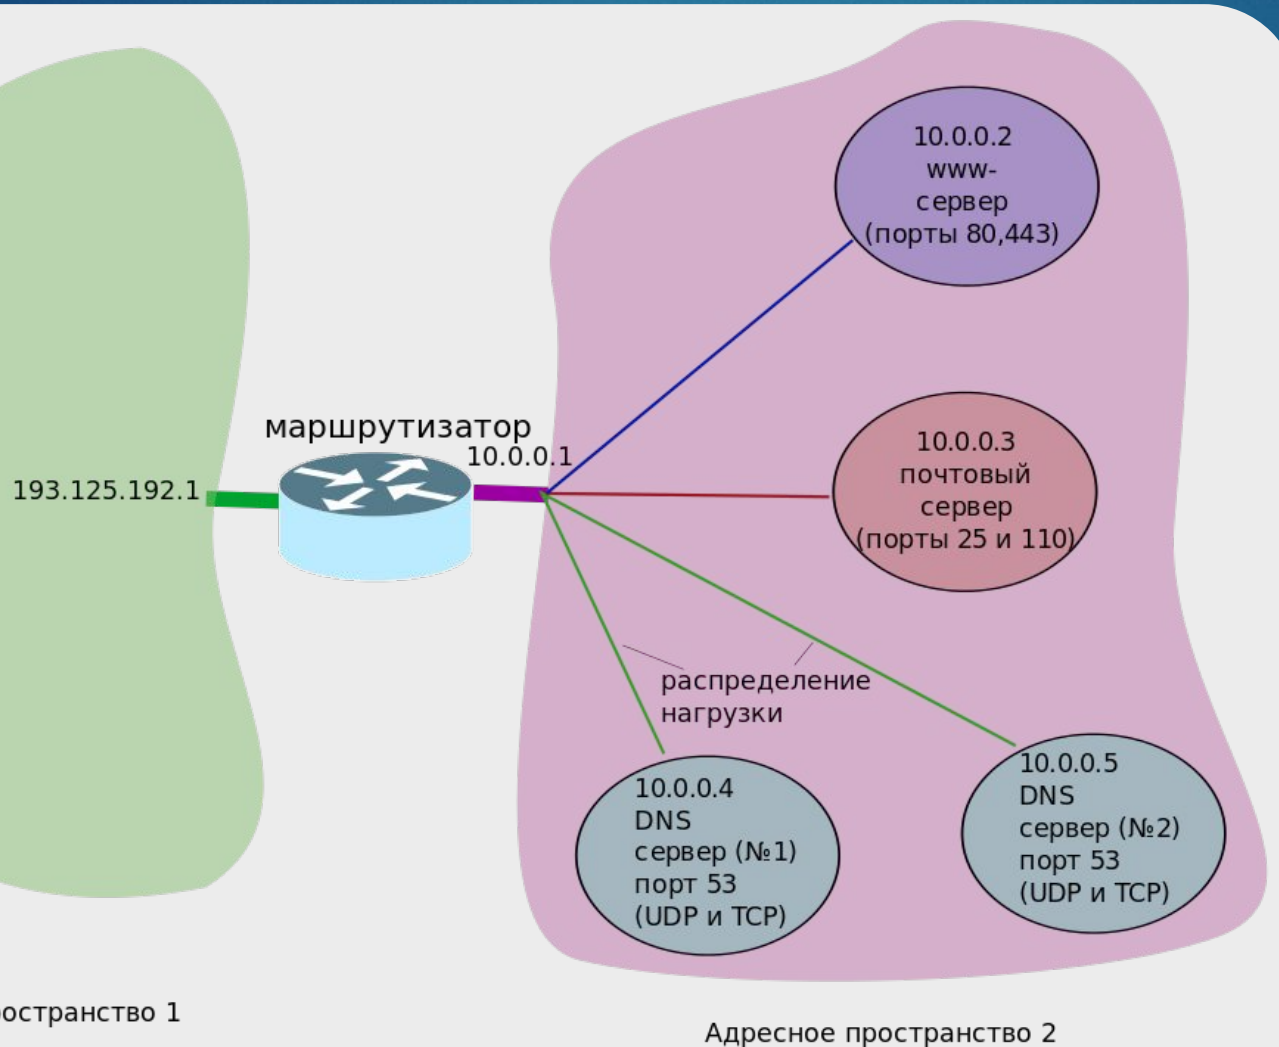 10.0.0.2
www-
сервер
(порты 80,443)
маршрутизатор
10.0.0.1
193.125.192.1
10.0.0.3
почтовый
сервер
(порты 25 и 110)
распределение
нагрузки
10.0.0.4
DNS
сервер (№1)
порт 53
(UDP и TCP)
10.0.0.5
DNS
сервер (№2)
порт 53
(UDP и TCP)
остранство 1
Адресное пространство 2